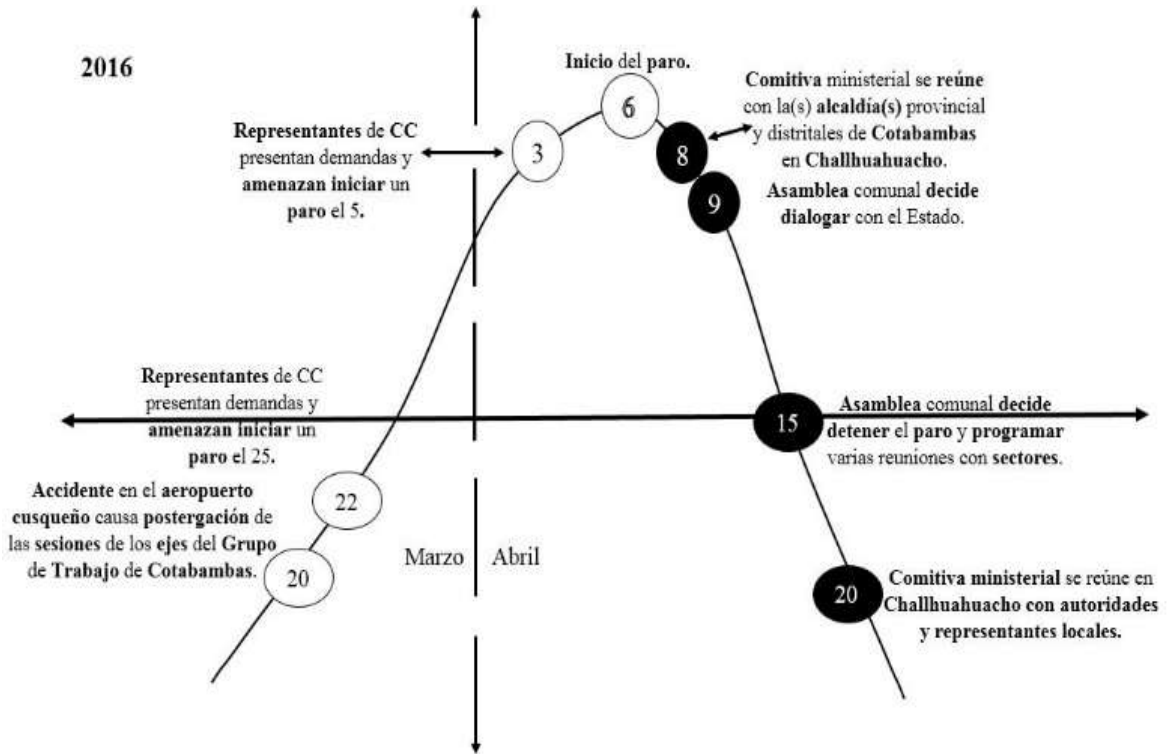 2016
Inicio del paro.
6
Comitiva ministerial se reúne
con la(s) alcaldía(s) provincial
y distritales de Cotabambas
en Challhuahuacho.
8
Representantes de CC
presentan demandas y
amenazan iniciar un
paro el 5.
3
Asamblea comunal decide
dialogar con el Estado.
9
Representantes de CC
presentan demandas y
amenazan iniciar un
paro el 25.
22
Asamblea comunal decide
detener el paro y programar
varias reuniones con sectores.
15
Accidente en el aeropuerto
cusqueño causa postergación de
las sesiones de los ejes del Grupo
de Trabajo de Cotabambas.
20
Marzo
Abril
20
Comitiva ministerial se reúne en
Challhuahuacho con autoridades
y representantes locales.